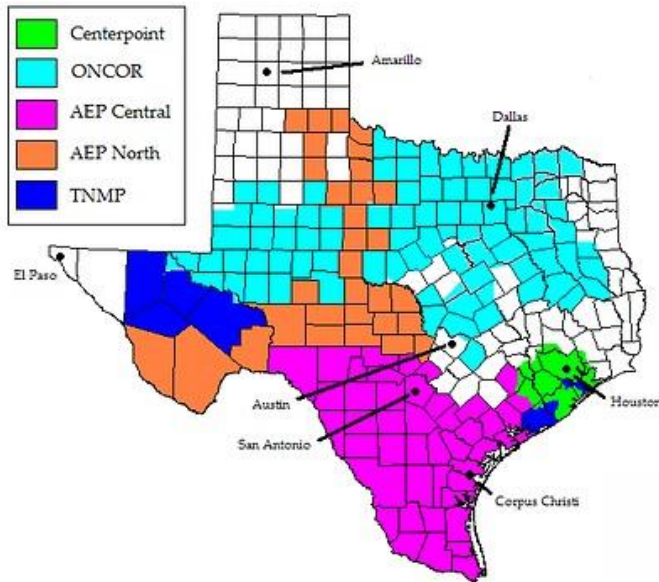 Centerpoint
ONCOR
AEP Central
AEP North
TNMP
Amarillo
Dallas
El Paso
Austin
Houston
San Antonio
Corpus Christi